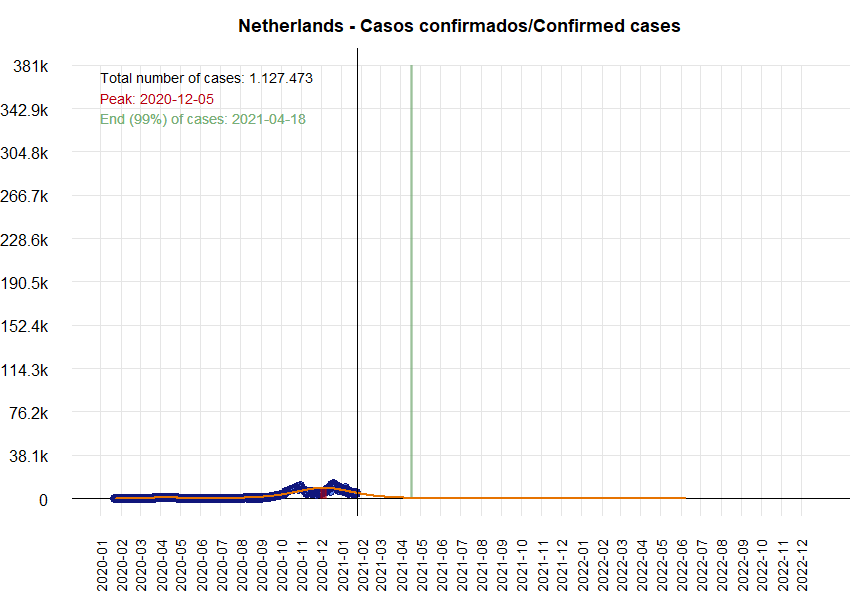 Netherlands - Casos confirmados/Confirmed cases
Total number of cases: 1.127.473
Peak: 2020-12-05
End (99%) of cases: 2021-04-18
381k
342.9k
304.8k
266.7k
228.6k
190.5k
152.4k
114.3k
76.2k
38.1k
0
2020-01
2020-02
2020-03
2020-04
2020-05
2020-06
2020-07
2020-08
2020-09
2020-10
2020-11
2020-12
2021-01
2021-02
2021-03
2021-04
2021-05
2021-06
2021-07
2021-08
2021-09
2021-10
2021-11
2021-12
2022-01
2022-02
2022-03
2022-04
2022-05
2022-06
2022-07
2022-08
2022-09
2022-10
2022-11
2022-12